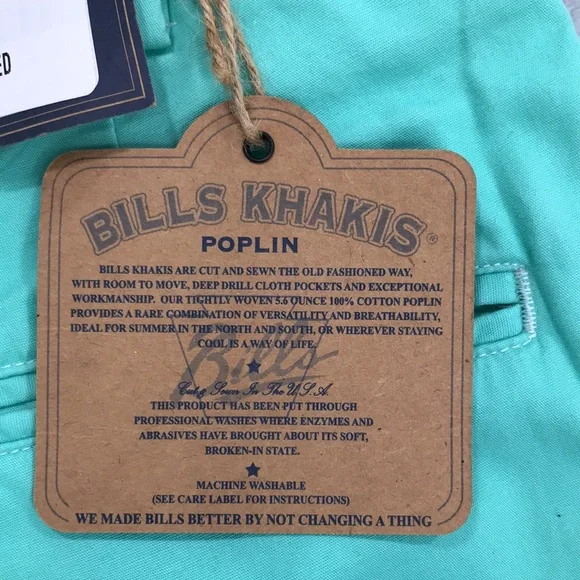 ED
BILLS KHAKIS®
POPLIN
BILLS KHAKIS ARE CUT AND SEWN THE OLD FASHIONED WAY,
WITH ROOM TO MOVE, DEEP DRILL CLOTH POCKETS AND EXCEPTIONAL
WORKMANSHIP. OUR TIGHTLY WOVEN 5.6 OUNCE 100% COTTON POPLIN
PROVIDES A RARE COMBINATION OF VERSATILITY AND BREATHABILITY,
IDEAL FOR SUMMER IN THE NORTH AND SOUTH, OR WHEREVER STAYING
COOL IS A WAY OF LIFE.
Bills
Cut & Sewn In The U.S.A.
THIS PRODUCT HAS BEEN PUT THROUGH
PROFESSIONAL WASHES WHERE ENZYMES AND
ABRASIVES HAVE BROUGHT ABOUT ITS SOFT,
BROKEN-IN STATE.
MACHINE WASHABLE
(SEE CARE LABEL FOR INSTRUCTIONS)
WE MADE BILLS BETTER BY NOT CHANGING A THING